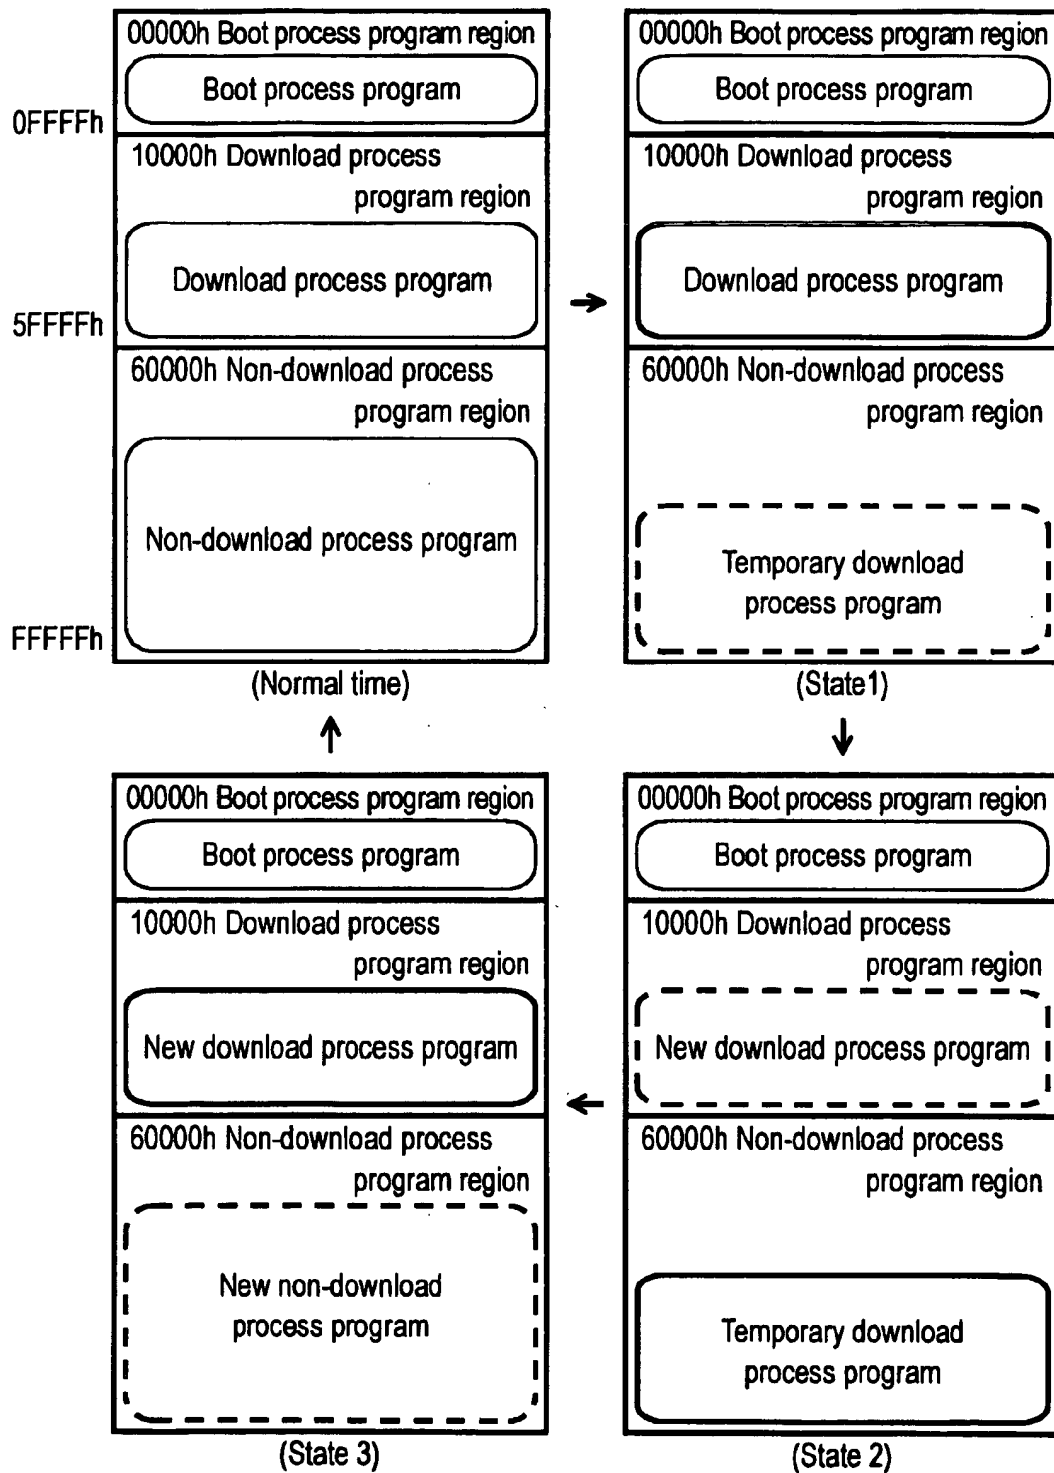 00000h Boot process program region
Boot process program
0FFFFh
10000h Download process
program region
Download process program
5FFFFh
60000h Non-download process
program region
Non-download process program
FFFFFh
(Normal time)
00000h Boot process program region
Boot process program
10000h Download process
program region
Download process program
60000h Non-download process
program region
Temporary download
process program
(State1)
00000h Boot process program region
Boot process program
10000h Download process
program region
New download process program
60000h Non-download process
program region
Temporary download
process program
(State 2)
00000h Boot process program region
Boot process program
10000h Download process
program region
New download process program
60000h Non-download process
program region
New non-download
process program
(State 3)